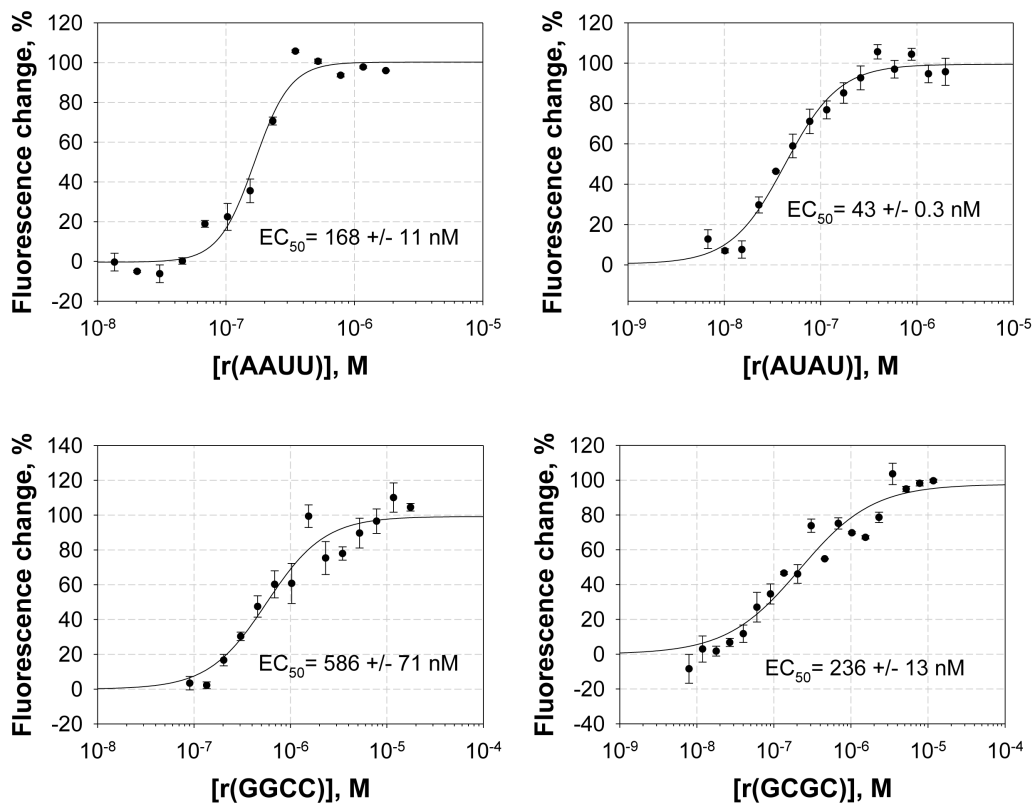 120
100
80
60
40
20
0
-20
Fluorescence change, %
EC50= 168 +/- 11 nM
10-8 10-7 10-6 10-5
[r(AAUU)], M
120
100
80
60
40
20
0
Fluorescence change, %
EC50= 43 +/- 0.3 nM
10-9 10-8 10-7 10-6 10-5
[r(AUAU)], M
140
120
100
80
60
40
20
0
-20
Fluorescence change, %
EC50= 586 +/- 71 nM
10-8 10-7 10-6 10-5 10-4
[r(GGCC)], M
120
100
80
60
40
20
0
-20
-40
Fluorescence change, %
EC50= 236 +/- 13 nM
10-9 10-8 10-7 10-6 10-5 10-4
[r(GCGC)], M